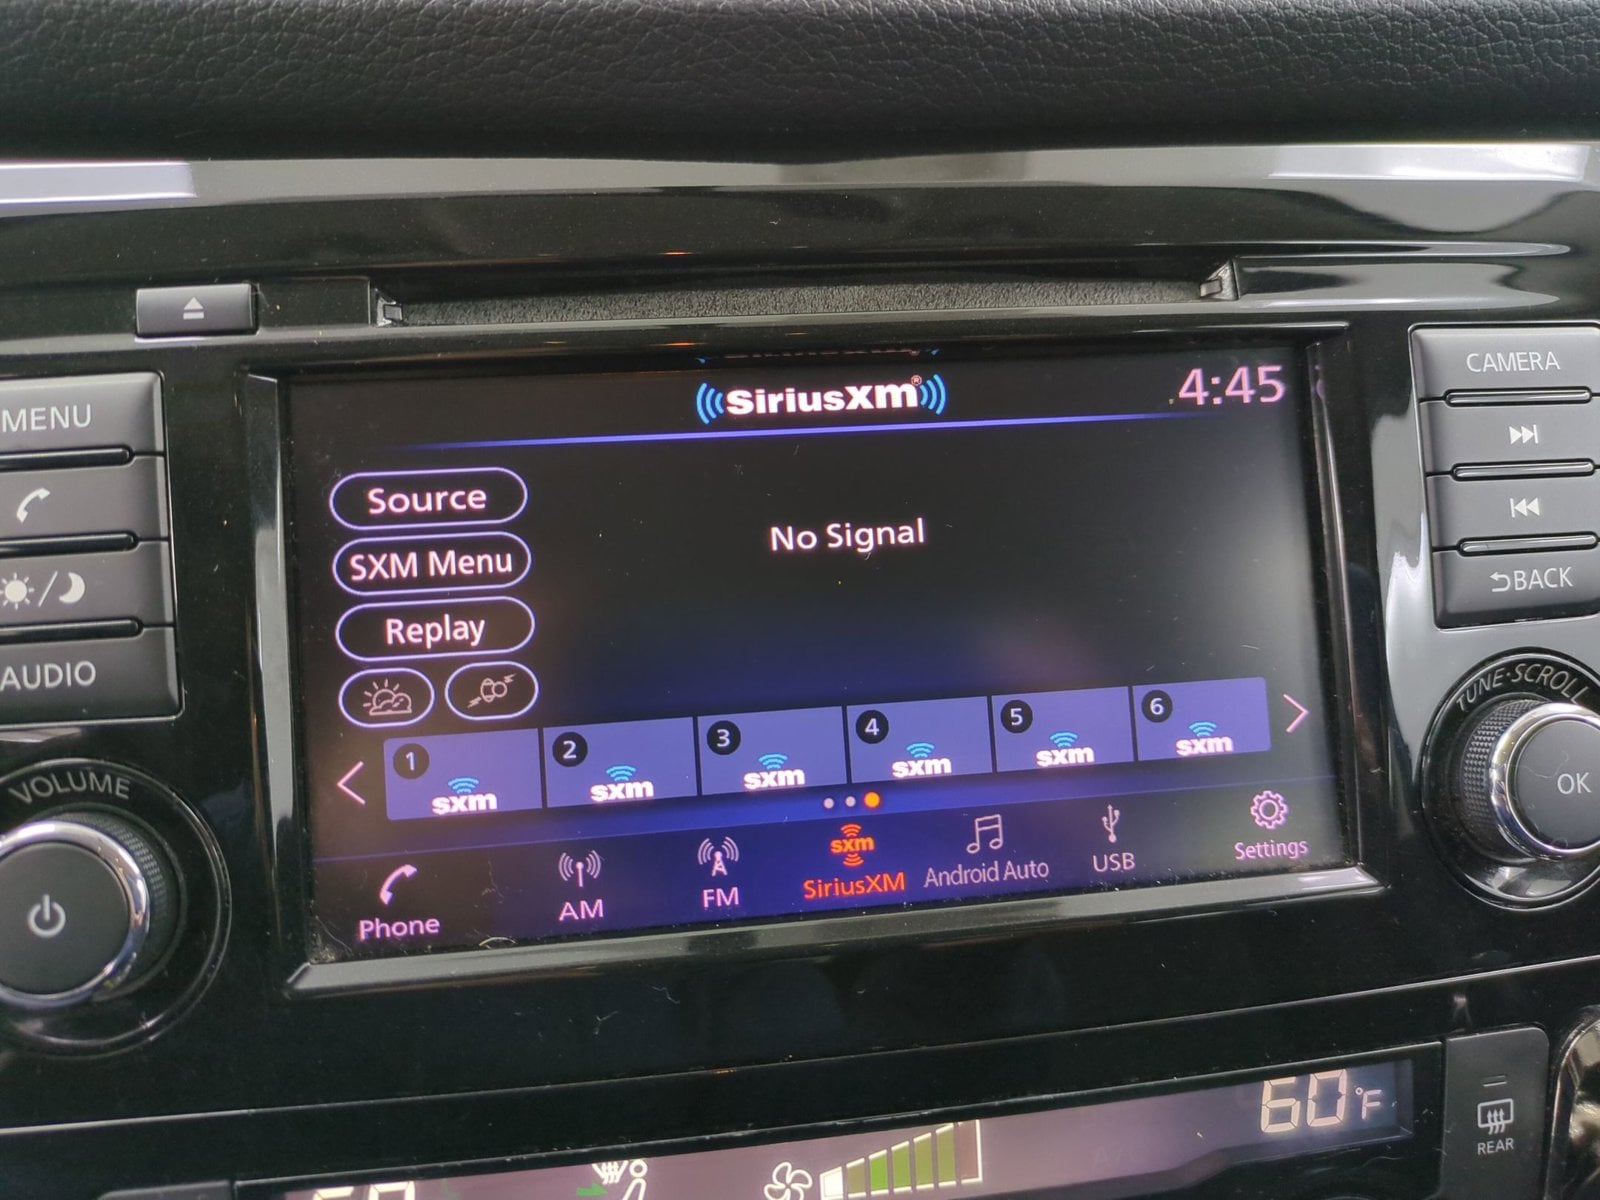 SiriusXM®
4:45
CAMERA
MENU
Source
No Signal
SXM Menu
BACK
Replay
AUDIO
TUNE·SCROLL
VOLUME
1 sxm
2 sxm
3 sxm
4 sxm
5 sxm
6 sxm
OK
sxm
Phone
AM
FM
SiriusXM
Android Auto
USB
Settings
60°F
REAR